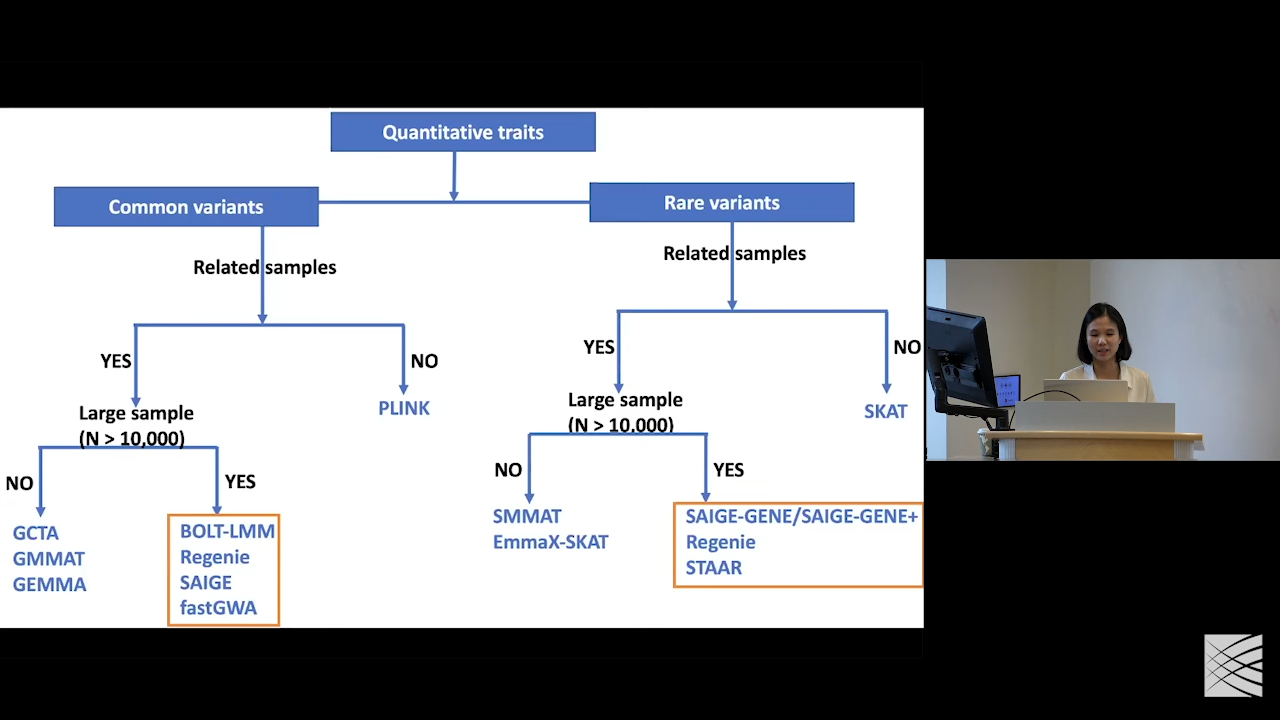 Quantitative traits
Common variants
Rare variants
Related samples
Related samples
YES
NO
YES
NO
Large sample
(N > 10,000)
PLINK
Large sample
(N > 10,000)
SKAT
NO
YES
NO
YES
GCTA
GMMAT
GEMMA
BOLT-LMM
Regenie
SAIGE
fastGWA
SMMAT
EmmaX-SKAT
SAIGE-GENE/SAIGE-GENE+
Regenie
STAAR